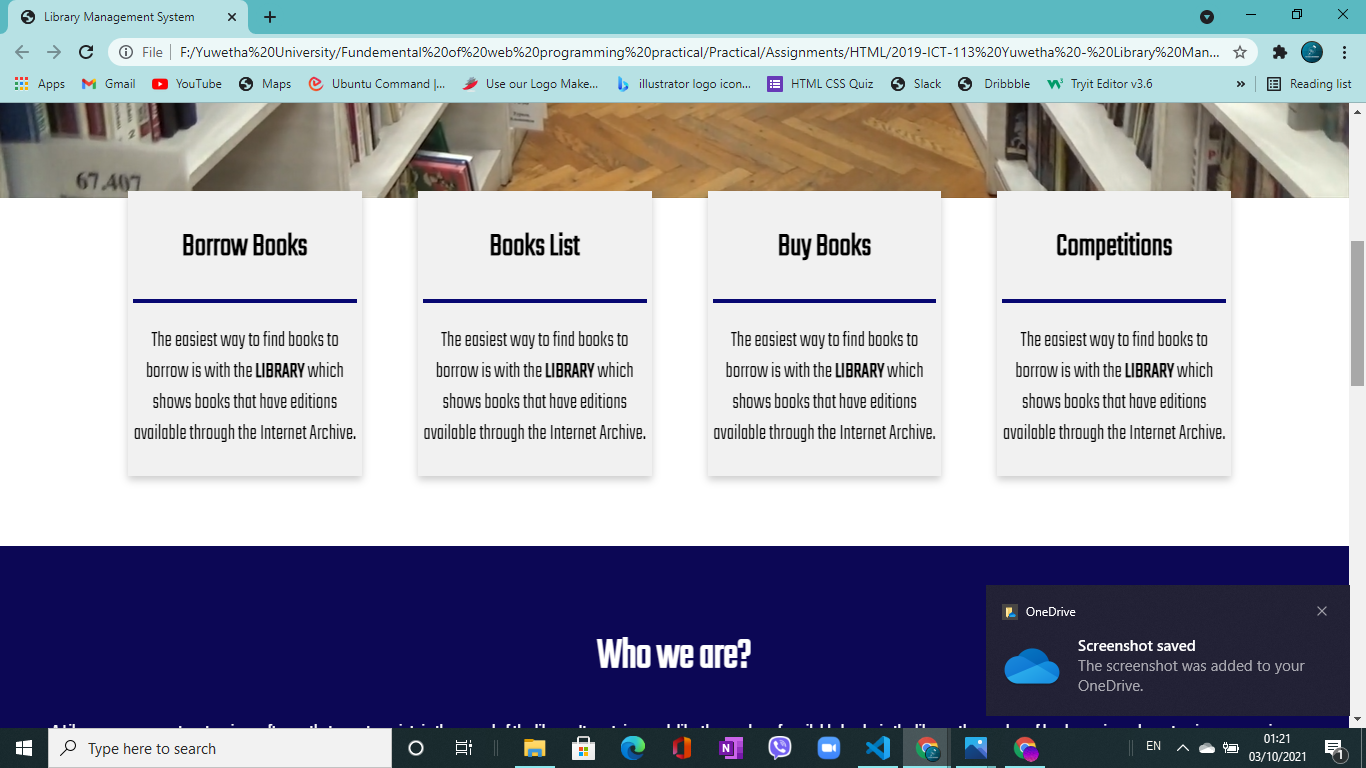 Library Management System
File
F:/Yuwetha%20University/Fundemental%20of%20web%20programming%20practical/Practical/Assignments/HTML/2019-ICT-113%20Yuwetha%20-%20Library%20Man...
Apps
Gmail
YouTube
Maps
Ubuntu Command |...
Use our Logo Make...
illustrator logo icon...
HTML CSS Quiz
Slack
Dribbble
Tryit Editor v3.6
»
Reading list
67.407
Borrow Books
The easiest way to find books to
borrow is with the LIBRARY which
shows books that have editions
available through the Internet Archive.
Books List
The easiest way to find books to
borrow is with the LIBRARY which
shows books that have editions
available through the Internet Archive.
Buy Books
The easiest way to find books to
borrow is with the LIBRARY which
shows books that have editions
available through the Internet Archive.
Competitions
The easiest way to find books to
borrow is with the LIBRARY which
shows books that have editions
available through the Internet Archive.
Who we are?
OneDrive
Screenshot saved
The screenshot was added to your
OneDrive.
Type here to search
EN
01:21
03/10/2021
1